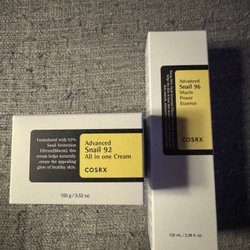 Formulated with 92%
Snail Secretion
Filtrate(Mucin), this
cream helps naturally
create the appealing
glow of healthy skin.
Advanced
Snail 92
All in one Cream
COSRX
100 g / 3.52 oz.
Advanced
Snail 96
Mucin
Power
Essence
COSRX
100 mL / 3.38 fl.oz.